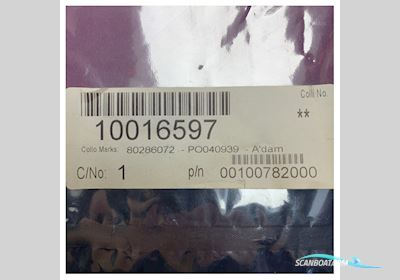 Colli No.
**
10016597
Collo Marks: 80286072 - PO040939 - A'dam
C/No: 1 p/n 00100782000
SCANBOAT